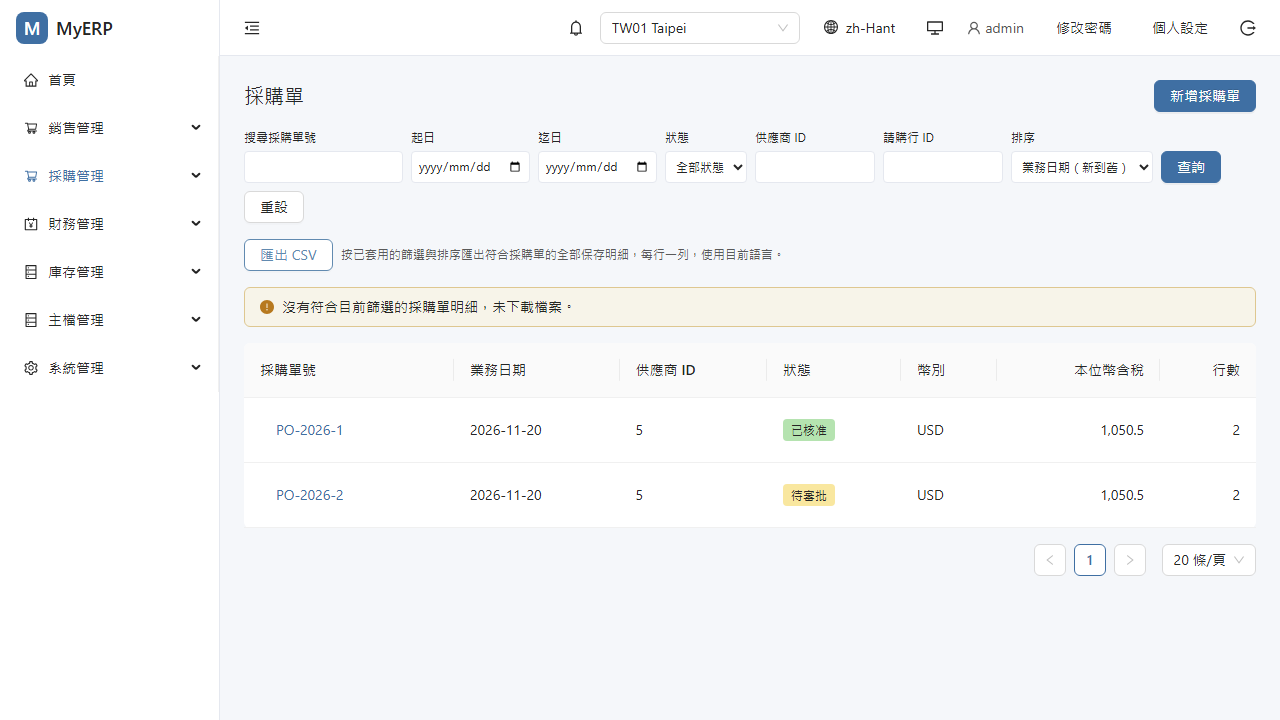 M MyERP
TW01 Taipei
zh-Hant
admin
修改密碼
個人設定
首頁
銷售管理
採購管理
財務管理
庫存管理
主檔管理
系統管理
採購單
新增採購單
搜尋採購單號 起日 迄日 狀態 供應商 ID 請購行 ID 排序
yyyy/mm/dd yyyy/mm/dd 全部狀態 業務日期（新到舊） 查詢
重設
匯出 CSV 按已套用的篩選與排序匯出符合採購單的全部保存明細，每行一列，使用目前語言。
沒有符合目前篩選的採購單明細，未下載檔案。
採購單號 業務日期 供應商 ID 狀態 幣別 本位幣含稅 行數
PO-2026-1 2026-11-20 5 已核准 USD 1,050.5 2
PO-2026-2 2026-11-20 5 待審批 USD 1,050.5 2
< 1 > 20 條/頁